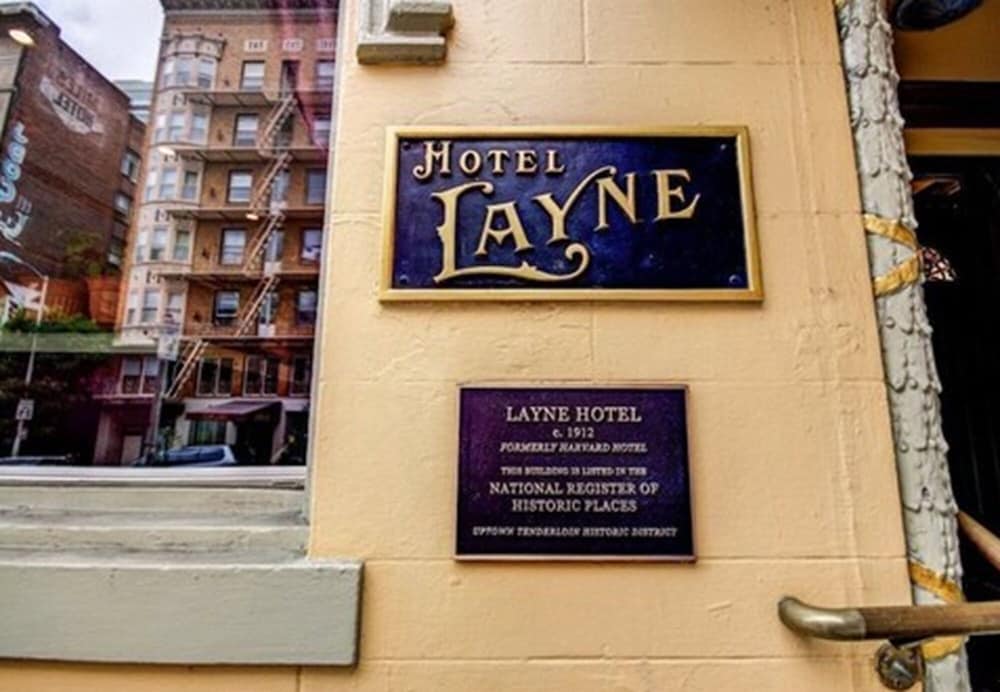 HOTEL
LAYNE
LAYNE HOTEL
c. 1912
FORMERLY HARVARD HOTEL
THIS BUILDING IS LISTED IN THE
NATIONAL REGISTER OF
HISTORIC PLACES
UPTOWN TENDERLOIN HISTORIC DISTRICT
HOTEL